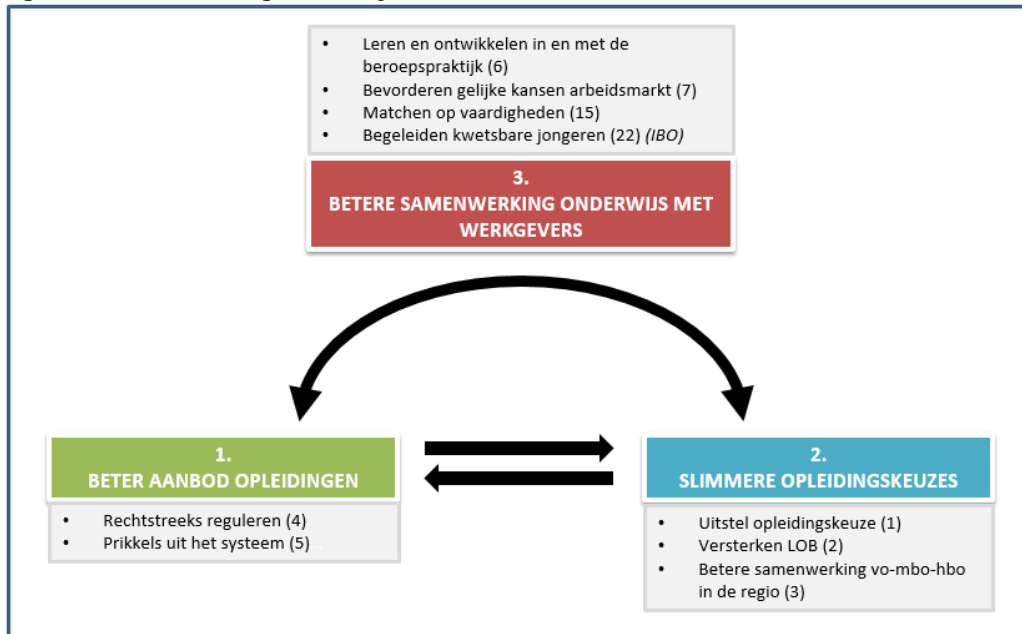 • Leren en ontwikkelen in en met de
beroepspraktijk (6)
• Bevorderen gelijke kansen arbeidsmarkt (7)
• Matchen op vaardigheden (15)
• Begeleiden kwetsbare jongeren (22) (IBO)
3.
BETERE SAMENWERKING ONDERWIJS MET
WERKGEVERS
1.
BETER AANBOD OPLEIDINGEN
• Rechtstreeks reguleren (4)
• Prikkels uit het systeem (5)
2.
SLIMMERE OPLEIDINGSKEUZES
• Uitstel opleidingskeuze (1)
• Versterken LOB (2)
• Betere samenwerking vo-mbo-hbo
in de regio (3)